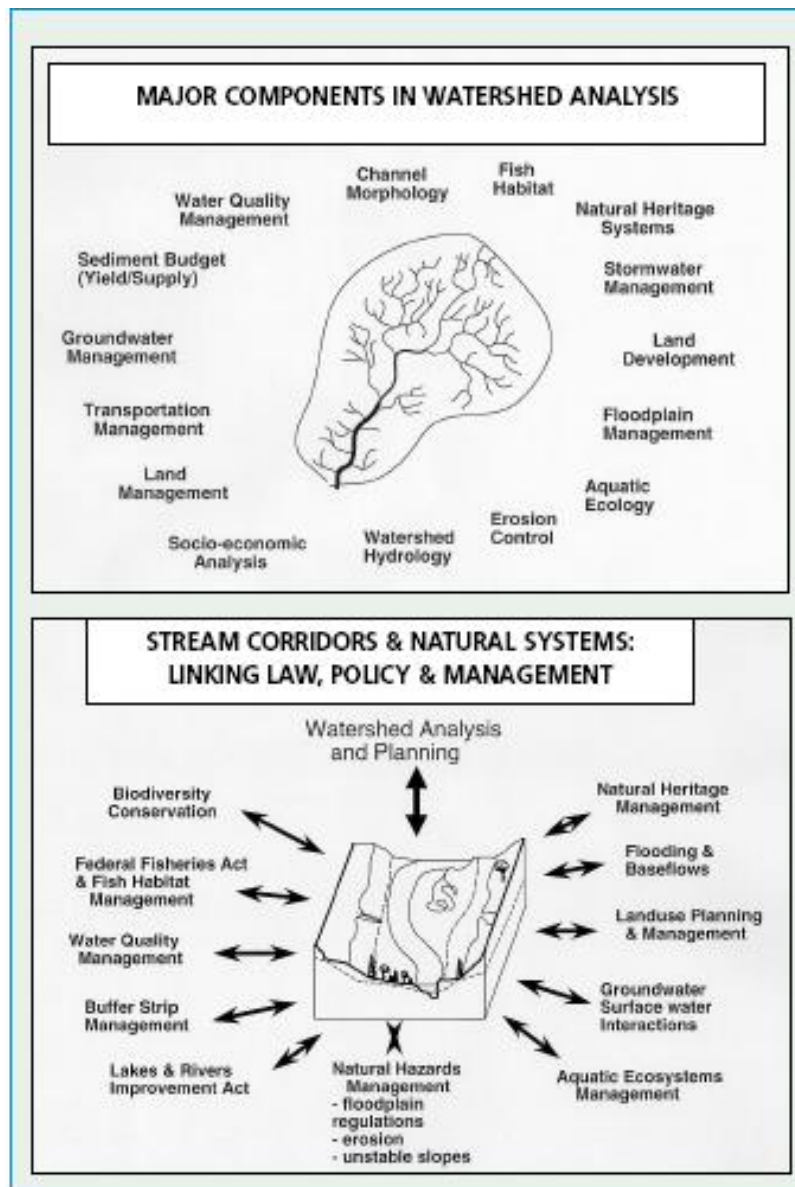 MAJOR COMPONENTS IN WATERSHED ANALYSIS
Channel
Morphology
Fish
Habitat
Water Quality
Management
Natural Heritage
Systems
Sediment Budget
(Yield/Supply)
Stormwater
Management
Groundwater
Management
Land
Development
Transportation
Management
Floodplain
Management
Land
Management
Aquatic
Ecology
Socio-economic
Analysis
Watershed
Hydrology
Erosion
Control
STREAM CORRIDORS & NATURAL SYSTEMS:
LINKING LAW, POLICY & MANAGEMENT
Watershed Analysis
and Planning
Biodiversity
Conservation
Natural Heritage
Management
Federal Fisheries Act
& Fish Habitat
Management
Flooding &
Baseflows
Water Quality
Management
Landuse Planning
& Management
Buffer Strip
Management
Groundwater
Surface water
Interactions
Lakes & Rivers
Improvement Act
Natural Hazards
Management
- floodplain
regulations
- erosion
- unstable slopes
Aquatic Ecosystems
Management